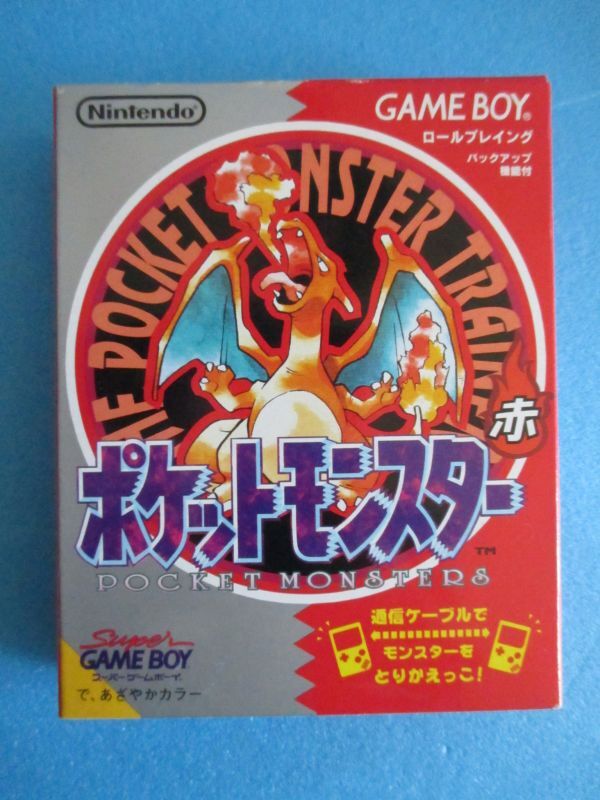 Nintendo
GAME BOY®
ロールプレイング
バックアップ
機能付
THE POCKET MONSTER TRAINER
赤
ポケットモンスター
TM
POCKET MONSTERS
Super
GAME BOY
スーパーゲームボーイ
で、あざやかカラー
通信ケーブルで
モンスターを
とりかえっこ!